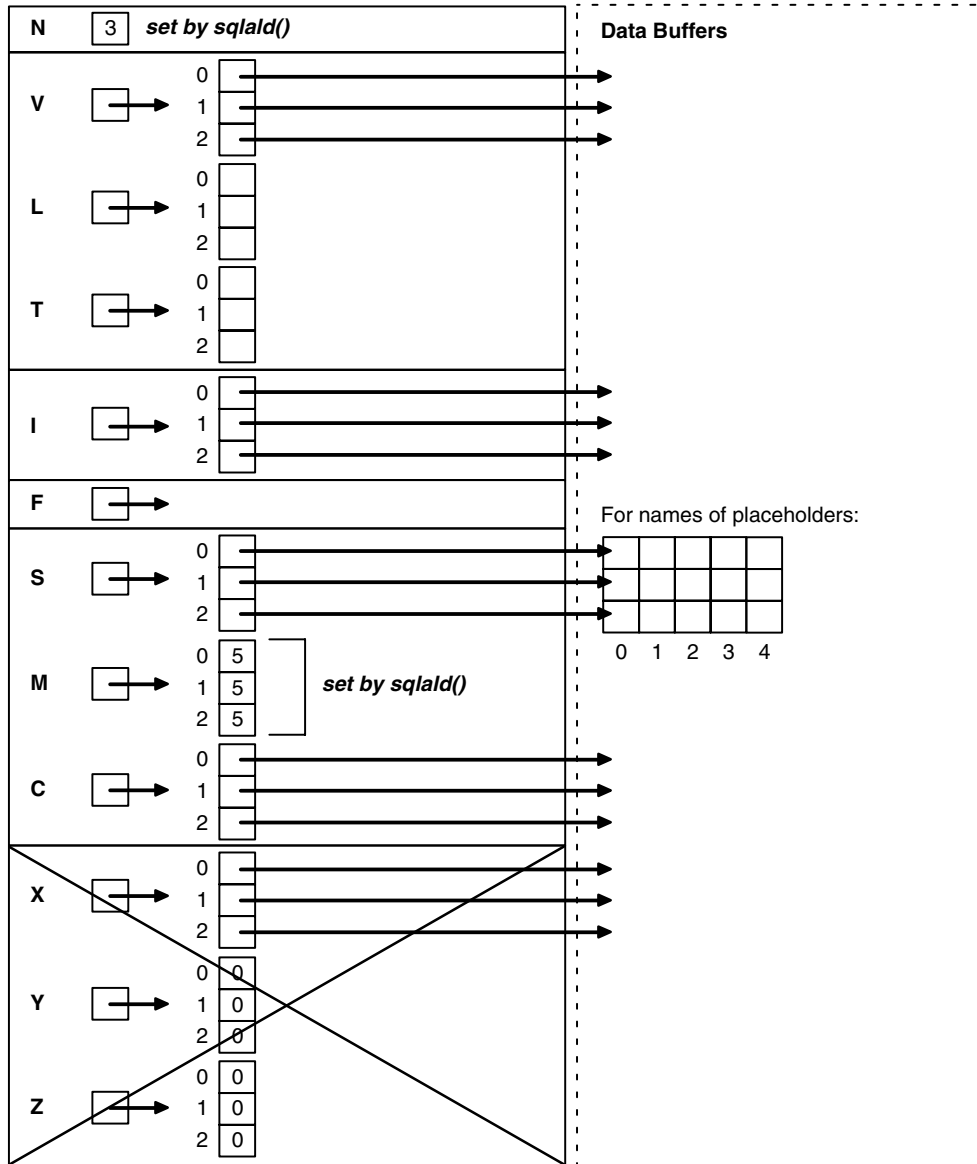 N 3 set by sqlald() Data Buffers
0
V 1
2
0
L 1
2
0
T 1
2
0
I 1
2
F
For names of placeholders:
0
S 1
2
0 1 2 3 4
0 5
M 1 5 set by sqlald()
2 5
0
C 1
2
0
X 1
2
0 0
Y 1 0
2 0
0 0
Z 1 0
2 0